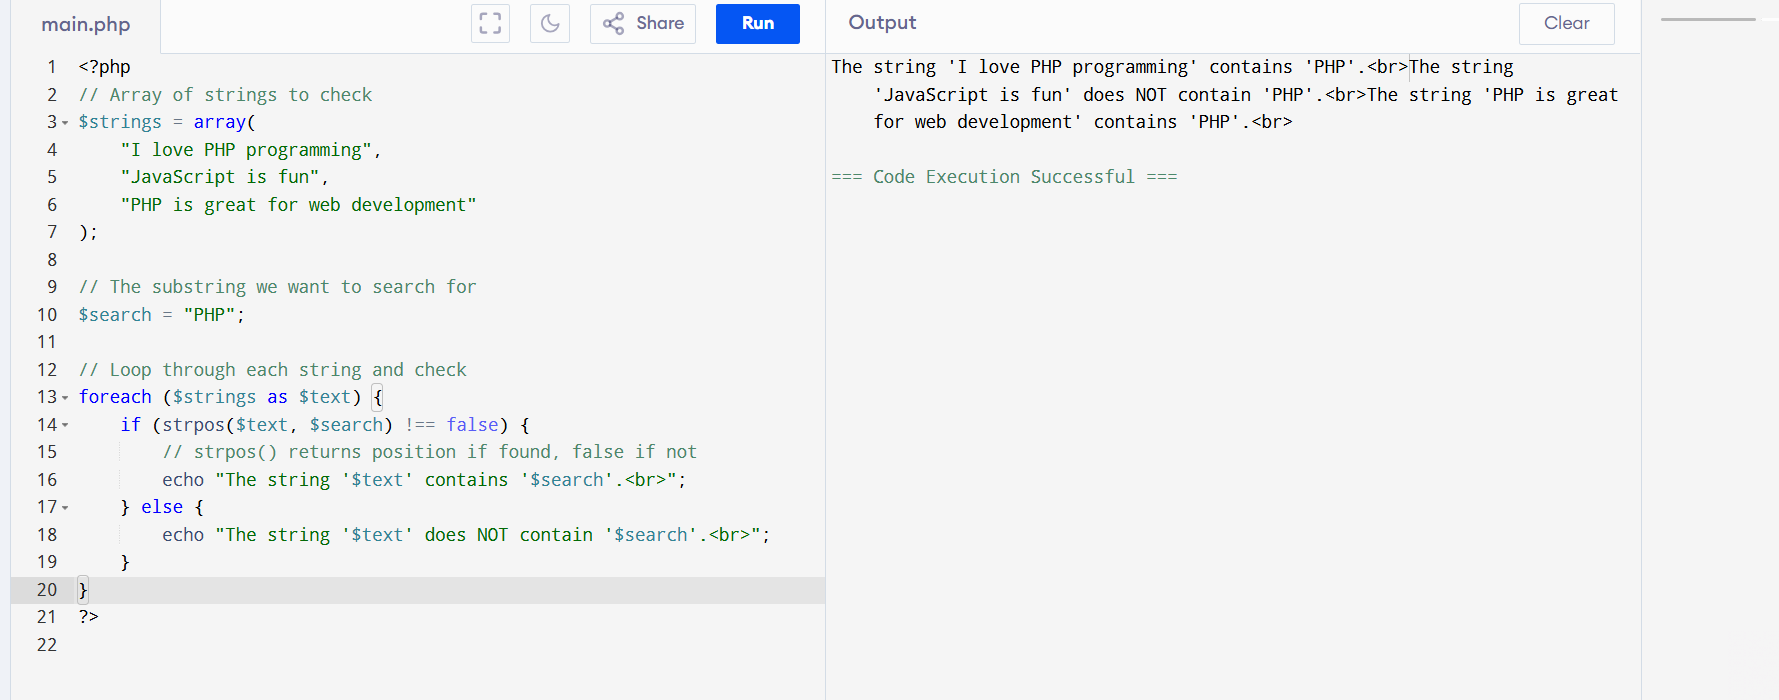 main.php
Share
Run
Output
Clear
1 <?php
2 // Array of strings to check
3 $strings = array(
4     "I love PHP programming",
5     "JavaScript is fun",
6     "PHP is great for web development"
7 );
8
9 // The substring we want to search for
10 $search = "PHP";
11
12 // Loop through each string and check
13 foreach ($strings as $text) {
14     if (strpos($text, $search) !== false) {
15         // strpos() returns position if found, false if not
16         echo "The string '$text' contains '$search'.<br>";
17     } else {
18         echo "The string '$text' does NOT contain '$search'.<br>";
19     }
20 }
21 ?>
22
The string 'I love PHP programming' contains 'PHP'.<br>The string
    'JavaScript is fun' does NOT contain 'PHP'.<br>The string 'PHP is great
    for web development' contains 'PHP'.<br>
=== Code Execution Successful ===